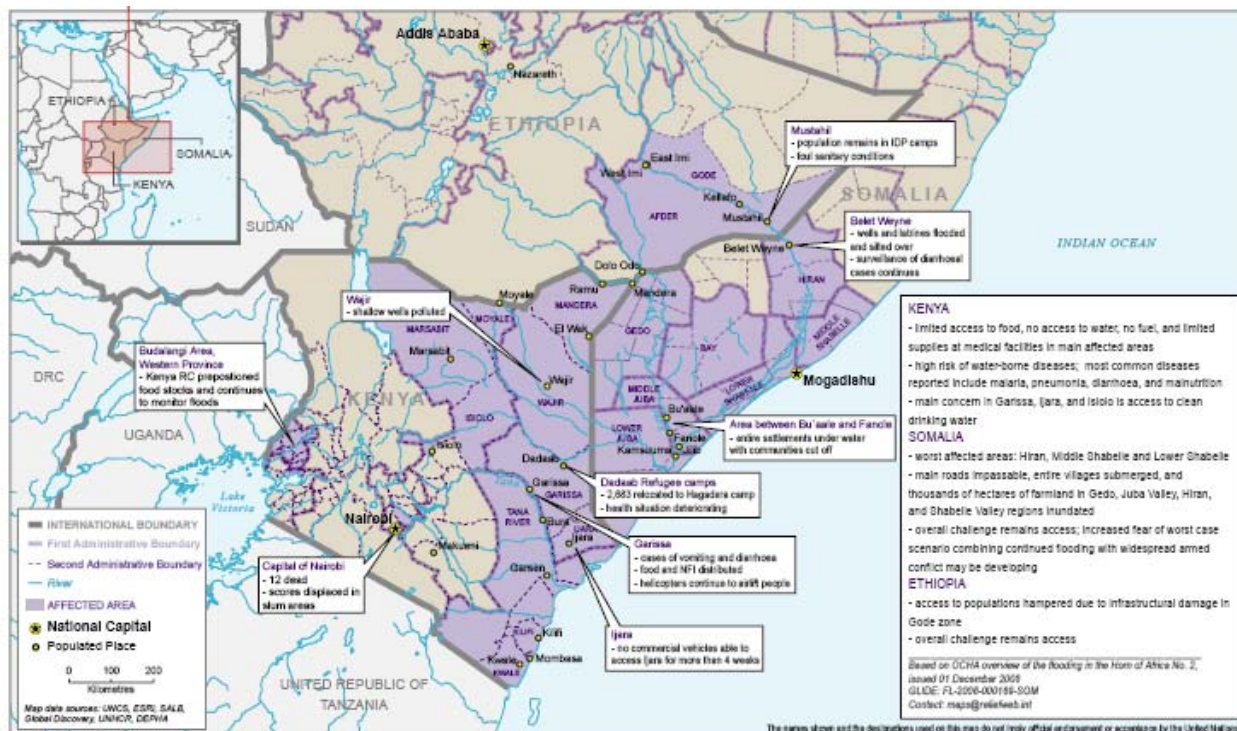 ETHIOPIA
SOMALIA
KENYA
Addis Ababa
Nazareth
ETHIOPIA
SUDAN
DRC
UGANDA
Lake
Victoria
KENYA
SOMALIA
INDIAN OCEAN
UNITED REPUBLIC OF
TANZANIA
East Imi
West Imi
GODE
Kellafo
AFDER
Mustahil
Belet Weyne
Dolo Odo
Ramu
Mandera
MANDERA
Moyale
MOYALE
El Wak
MARSABIT
Marsabit
Wajir
WAJIR
ISIOLO
Isiolo
GEDO
BAY
HIRAN
MIDDLE
SHABELLE
LOWER
SHABELLE
Mogadishu
MIDDLE
JUBA
Bu'aale
LOWER
JUBA
Fanole
Jilib
Kamsuuma
Dadaab
Garissa
GARISSA
Tana
TANA
RIVER
Bura
IJARA
Ijara
Nairobi
Makueni
Garsen
KILIFI
Kilifi
Kwale
KWALE
Mombasa
Mustahil
- population remains in IDP camps
- foul sanitary conditions
Belet Weyne
- wells and latrines flooded
and silted over
- surveillance of diarrhoeal
cases continues
Wajir
- shallow wells polluted
Budalangi Area,
Western Province
- Kenya RC prepostioned
food stocks and continues
to monitor floods
Area between Bu'aale and Fanole
- entire settlements under water
with communities cut off
Dadaab Refugee camps
- 2,683 relocated to Hagadera camp
- health situation deteriorating
Garissa
- cases of vomiting and diarrhoea
- food and NFI distributed
- helicopters continue to airlift people
Capital of Nairobi
- 12 dead
- scores displaced in
slum areas
Ijara
- no commercial vehicles able to
access Ijara for more than 4 weeks
INTERNATIONAL BOUNDARY
First Administrative Boundary
Second Administrative Boundary
River
AFFECTED AREA
National Capital
Populated Place
0 100 200
Kilometres
Map data sources: UNCS, ESRI, SALB,
Global Discovery, UNHCR, DEPHA
KENYA
- limited access to food, no access to water, no fuel, and limited
supplies at medical facilities in main affected areas
- high risk of water-borne diseases; most common diseases
reported include malaria, pneumonia, diarrhoea, and malnutrition
- main concern in Garissa, Ijara, and Isiolo is access to clean
drinking water
SOMALIA
- worst affected areas: Hiran, Middle Shabelle and Lower Shabelle
- main roads impassable, entire villages submerged, and
thousands of hectares of farmland in Gedo, Juba Valley, Hiran,
and Shabelle Valley regions inundated
- overall challenge remains access; increased fear of worst case
scenario combining continued flooding with widespread armed
conflict may be developing
ETHIOPIA
- access to populations hampered due to infrastructural damage in
Gode zone
- overall challenge remains access
Based on OCHA overview of the flooding in the Horn of Africa No. 2,
issued 01 December 2006
GLIDE: FL-2006-000169-SOM
Contact: maps@reliefweb.int
The names shown and the designations used on this map do not imply official endorsement or acceptance by the United Nations